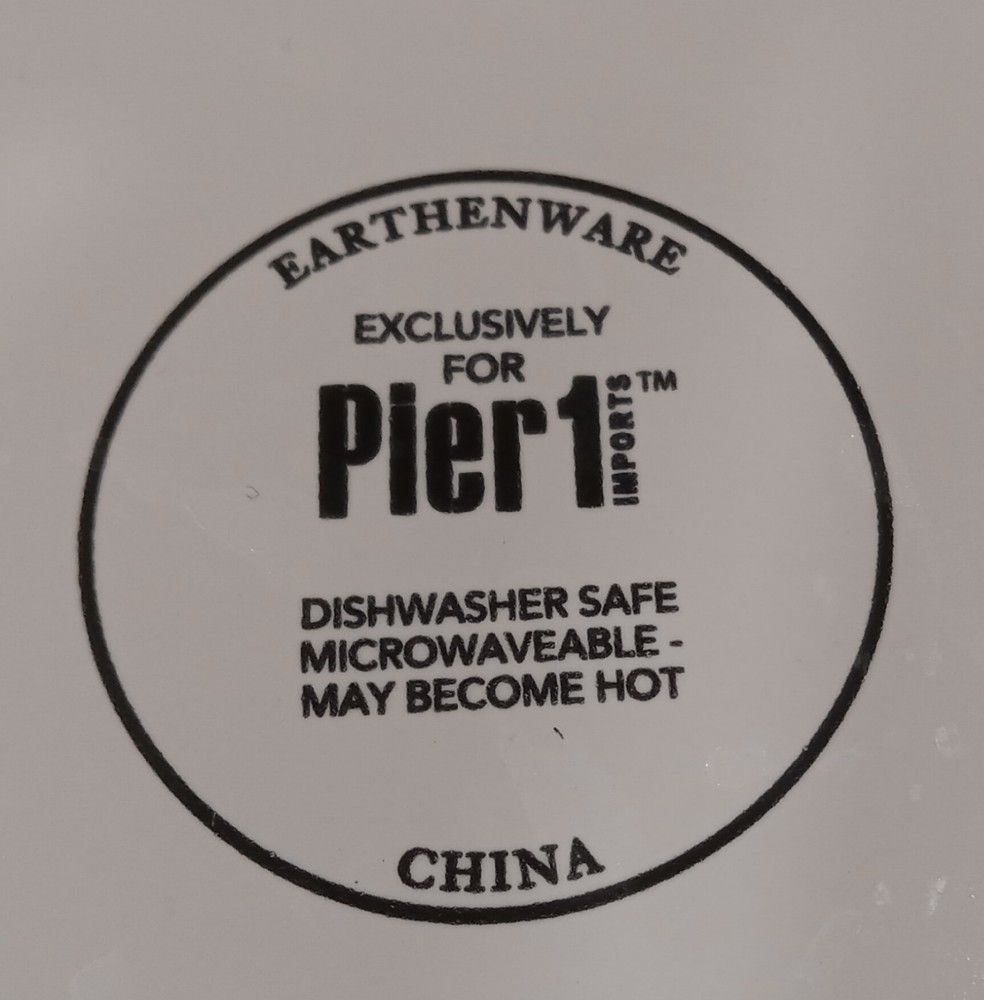 EARTHENWARE
EXCLUSIVELY
FOR
Pier1 IMPORTS™
DISHWASHER SAFE
MICROWAVEABLE -
MAY BECOME HOT
CHINA